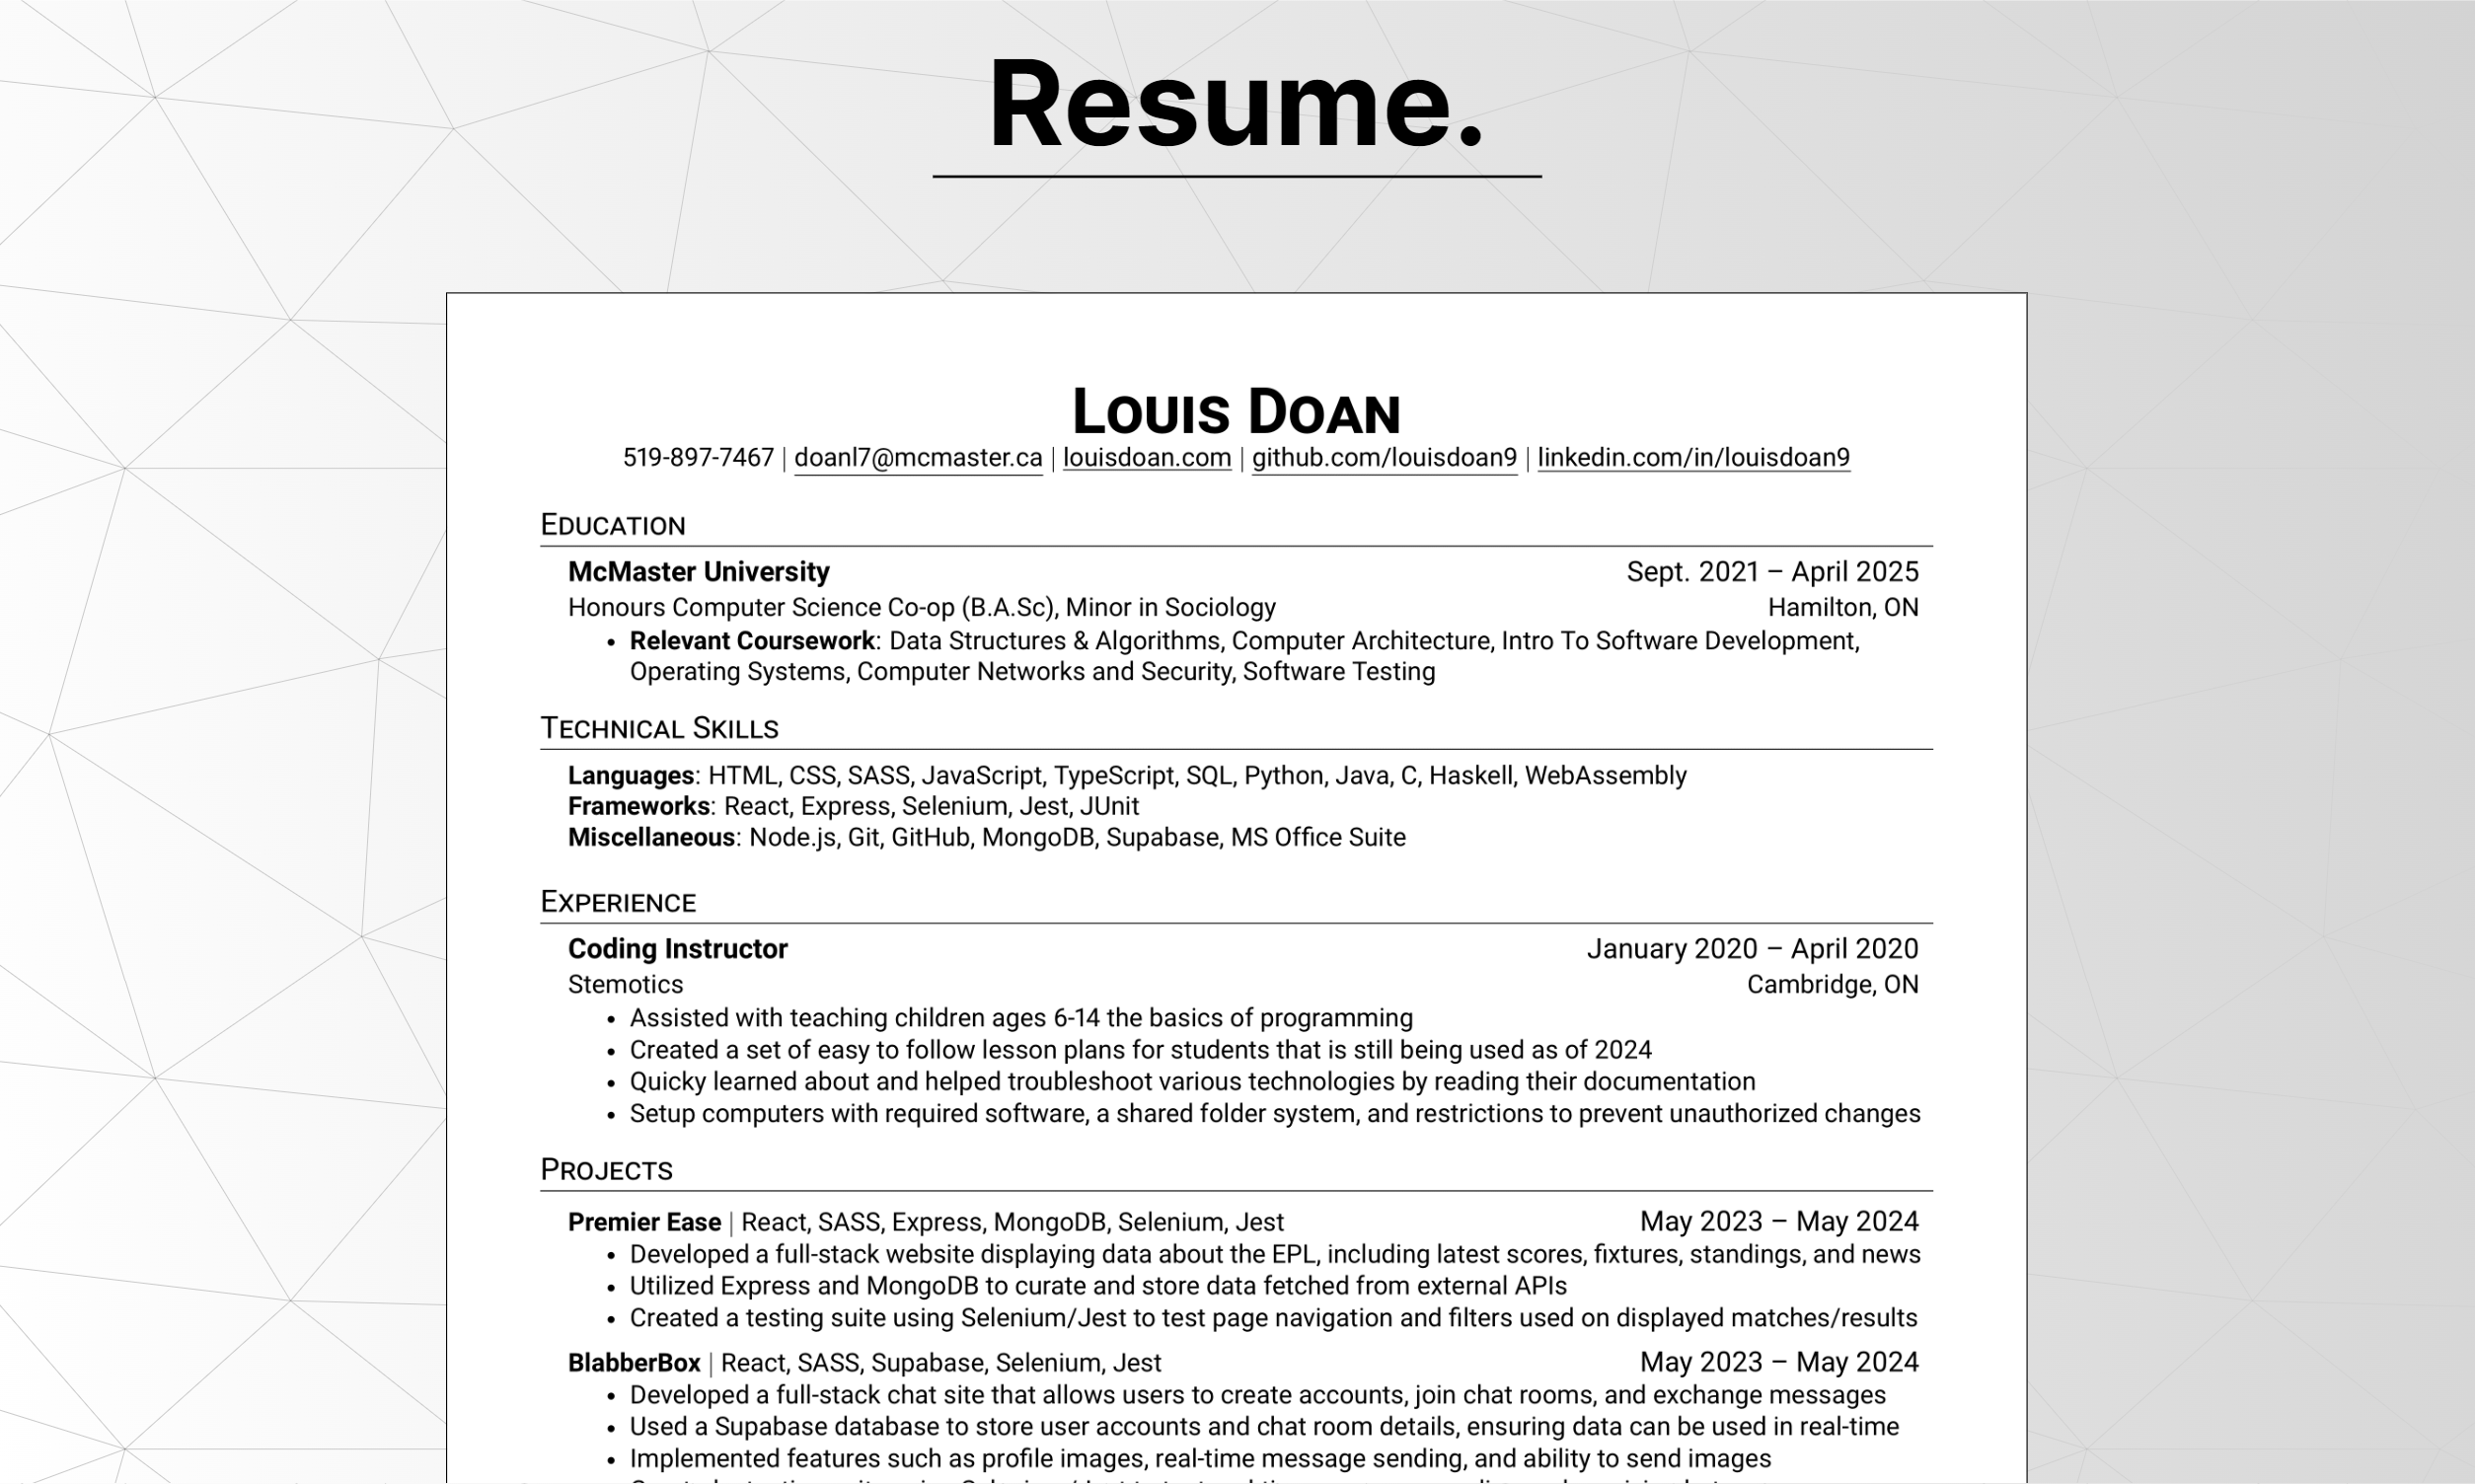 Resume.
Louis Doan
519-897-7467 | doanl7@mcmaster.ca | louisdoan.com | github.com/louisdoan9 | linkedin.com/in/louisdoan9
Education
McMaster University Sept. 2021 – April 2025
Honours Computer Science Co-op (B.A.Sc), Minor in Sociology Hamilton, ON
• Relevant Coursework: Data Structures & Algorithms, Computer Architecture, Intro To Software Development,
Operating Systems, Computer Networks and Security, Software Testing
Technical Skills
Languages: HTML, CSS, SASS, JavaScript, TypeScript, SQL, Python, Java, C, Haskell, WebAssembly
Frameworks: React, Express, Selenium, Jest, JUnit
Miscellaneous: Node.js, Git, GitHub, MongoDB, Supabase, MS Office Suite
Experience
Coding Instructor January 2020 – April 2020
Stemotics Cambridge, ON
• Assisted with teaching children ages 6-14 the basics of programming
• Created a set of easy to follow lesson plans for students that is still being used as of 2024
• Quicky learned about and helped troubleshoot various technologies by reading their documentation
• Setup computers with required software, a shared folder system, and restrictions to prevent unauthorized changes
Projects
Premier Ease | React, SASS, Express, MongoDB, Selenium, Jest May 2023 – May 2024
• Developed a full-stack website displaying data about the EPL, including latest scores, fixtures, standings, and news
• Utilized Express and MongoDB to curate and store data fetched from external APIs
• Created a testing suite using Selenium/Jest to test page navigation and filters used on displayed matches/results
BlabberBox | React, SASS, Supabase, Selenium, Jest May 2023 – May 2024
• Developed a full-stack chat site that allows users to create accounts, join chat rooms, and exchange messages
• Used a Supabase database to store user accounts and chat room details, ensuring data can be used in real-time
• Implemented features such as profile images, real-time message sending, and ability to send images